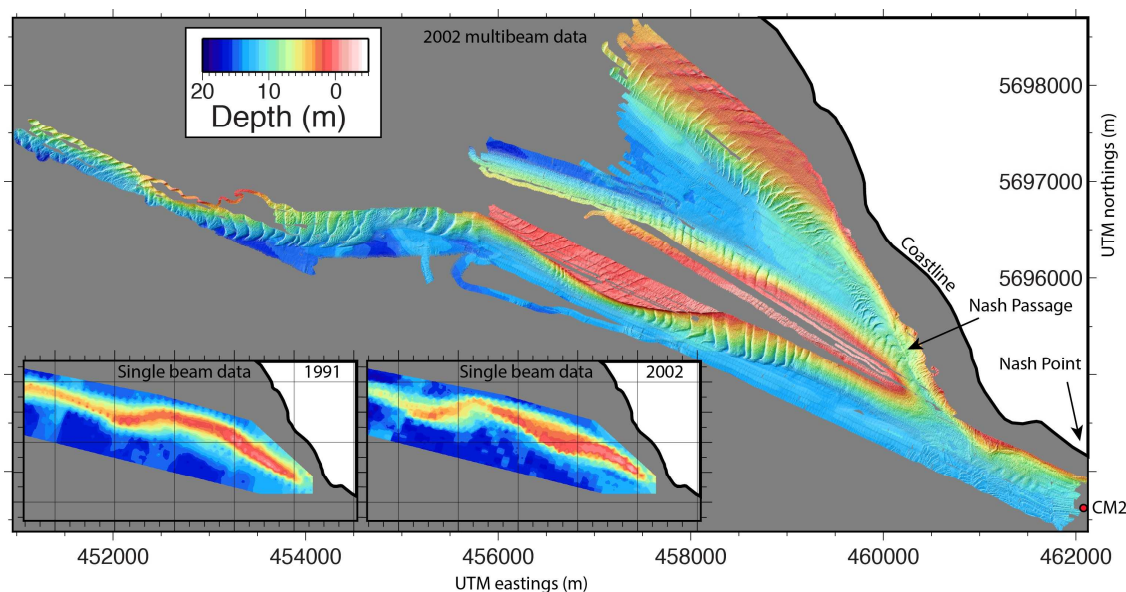 2002 multibeam data
20 10 0
Depth (m)
5698000
5697000
5696000
UTM northings (m)
Coastline
Nash Passage
Nash Point
CM2
Single beam data 1991
Single beam data 2002
452000 454000 456000 458000 460000 462000
UTM eastings (m)